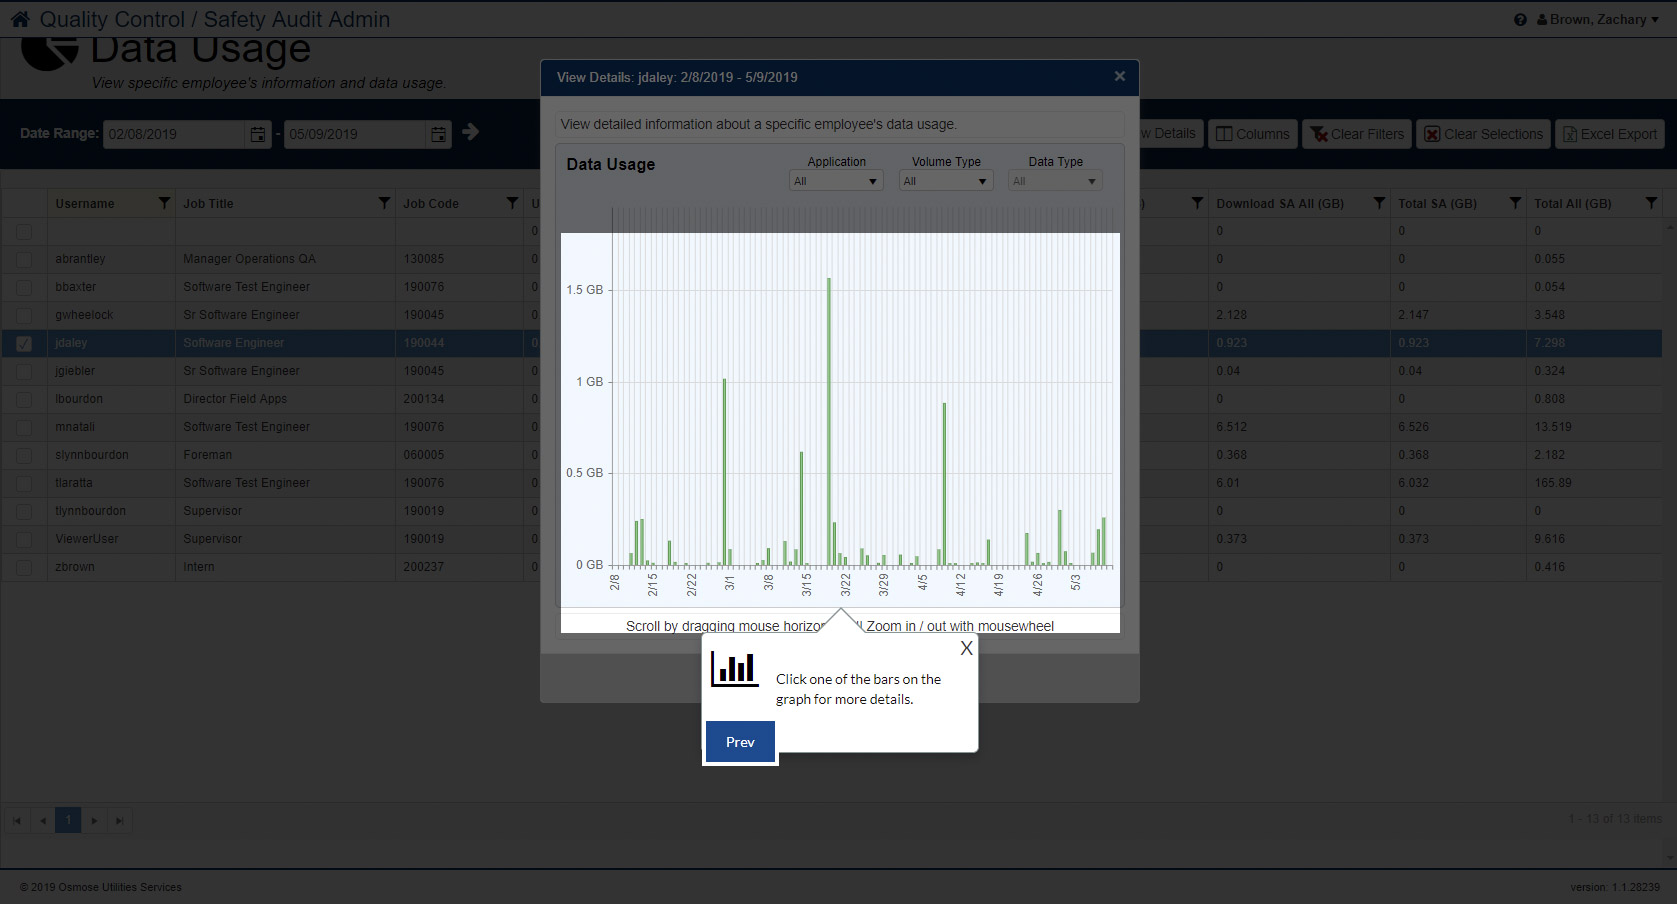 Quality Control / Safety Audit Admin
Brown, Zachary
Data Usage
View specific employee's information and data usage.
Date Range: 02/08/2019 - 05/09/2019
w Details Columns Clear Filters Clear Selections Excel Export
View Details: jdaley: 2/8/2019 - 5/9/2019
View detailed information about a specific employee's data usage.
Data Usage
Application Volume Type Data Type
All All All
1.5 GB
1 GB
0.5 GB
0 GB
2/8 2/15 2/22 3/1 3/8 3/15 3/22 3/29 4/5 4/12 4/19 4/26 5/3
Scroll by dragging mouse horizo Zoom in / out with mousewheel
X
Click one of the bars on the
graph for more details.
Prev
Username Job Title Job Code U ) Download SA All (GB) Total SA (GB) Total All (GB)
0 0 0 0
abrantley Manager Operations QA 130085 0 0 0 0.055
bbaxter Software Test Engineer 190076 0 0 0 0.054
gwheelock Sr Software Engineer 190045 0 2.128 2.147 3.548
jdaley Software Engineer 190044 0 0.923 0.923 7.298
jgiebler Sr Software Engineer 190045 0 0.04 0.04 0.324
lbourdon Director Field Apps 200134 0 0 0 0.808
mnatali Software Test Engineer 190076 0 6.512 6.526 13.519
slynnbourdon Foreman 060005 0 0.368 0.368 2.182
tlaratta Software Test Engineer 190076 0 6.01 6.032 165.89
tlynnbourdon Supervisor 190019 0 0 0 0
ViewerUser Supervisor 190019 0 0.373 0.373 9.616
zbrown Intern 200237 0 0 0 0.416
1
1 - 13 of 13 items
© 2019 Osmose Utilities Services
version: 1.1.28239